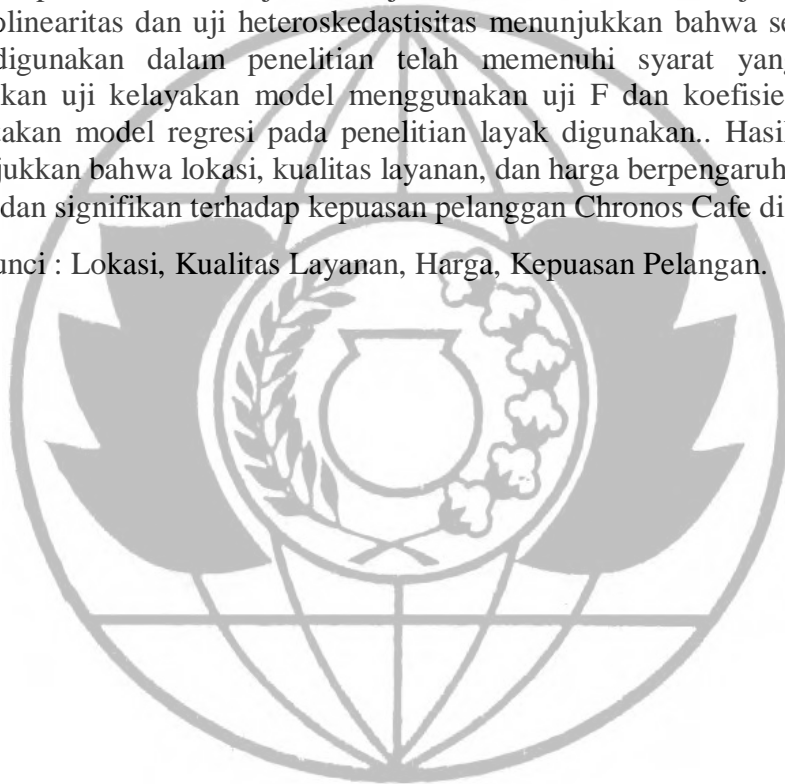 plinearitas dan uji heteroskedastisitas menunjukkan bahwa se
digunakan dalam penelitian telah memenuhi syarat yang
kan uji kelayakan model menggunakan uji F dan koefisie
akan model regresi pada penelitian layak digunakan.. Hasil
jukkan bahwa lokasi, kualitas layanan, dan harga berpengaruh
dan signifikan terhadap kepuasan pelanggan Chronos Cafe di
unci : Lokasi, Kualitas Layanan, Harga, Kepuasan Pelangan.